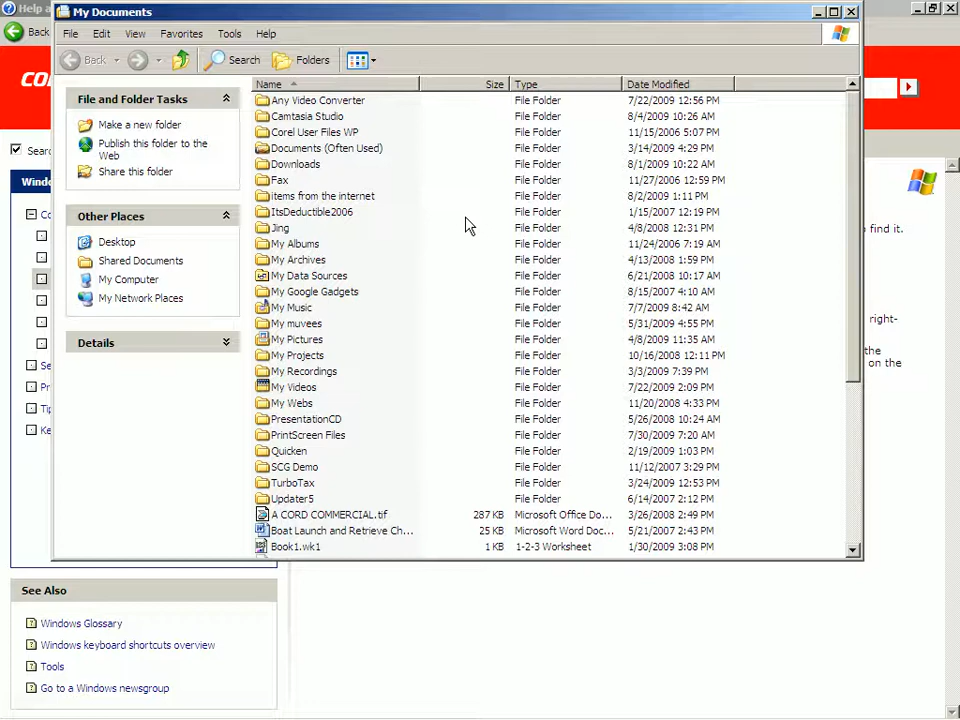 Help a
My Documents
File Edit View Favorites Tools Help
Back
Back Search Folders
Name Size Type Date Modified
File and Folder Tasks
Make a new folder
Publish this folder to the
Web
Share this folder
Other Places
Desktop
Shared Documents
My Computer
My Network Places
Details
Any Video Converter File Folder 7/22/2009 12:56 PM
Camtasia Studio File Folder 8/4/2009 10:26 AM
Corel User Files WP File Folder 11/15/2006 5:07 PM
Documents (Often Used) File Folder 3/14/2009 4:29 PM
Downloads File Folder 8/1/2009 10:22 AM
Fax File Folder 11/27/2006 12:59 PM
items from the internet File Folder 8/2/2009 1:11 PM
ItsDeductible2006 File Folder 1/15/2007 12:19 PM
Jing File Folder 4/8/2008 12:31 PM
My Albums File Folder 11/24/2006 7:19 AM
My Archives File Folder 4/13/2008 1:59 PM
My Data Sources File Folder 6/21/2008 10:17 AM
My Google Gadgets File Folder 8/15/2007 4:10 AM
My Music File Folder 7/7/2009 8:42 AM
My muvees File Folder 5/31/2009 4:55 PM
My Pictures File Folder 4/8/2009 11:35 AM
My Projects File Folder 10/16/2008 12:11 PM
My Recordings File Folder 3/3/2009 7:39 PM
My Videos File Folder 7/22/2009 2:09 PM
My Webs File Folder 11/20/2008 4:33 PM
PresentationCD File Folder 5/26/2008 10:24 AM
PrintScreen Files File Folder 7/30/2009 7:20 AM
Quicken File Folder 2/19/2009 1:03 PM
SCG Demo File Folder 11/12/2007 3:29 PM
TurboTax File Folder 3/24/2009 12:53 PM
Updater5 File Folder 6/14/2007 2:12 PM
A CORD COMMERCIAL.tif 287 KB Microsoft Office Do... 3/26/2008 2:49 PM
Boat Launch and Retrieve Ch... 25 KB Microsoft Word Doc... 5/21/2007 2:43 PM
Book1.wk1 1 KB 1-2-3 Worksheet 1/30/2009 3:08 PM
Searc
Windo
Co
Se
Pr
Tip
Ke
find it.
right-
the
on the
See Also
Windows Glossary
Windows keyboard shortcuts overview
Tools
Go to a Windows newsgroup